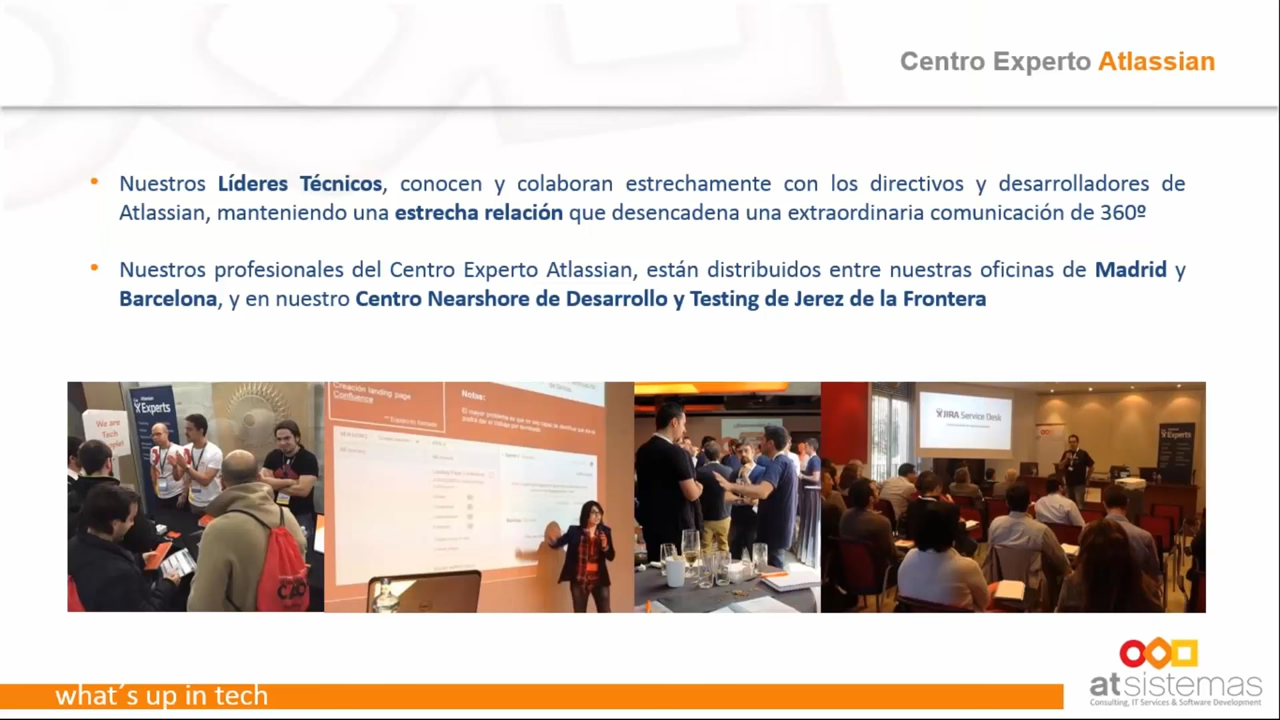 Centro Experto Atlassian
• Nuestros Líderes Técnicos, conocen y colaboran estrechamente con los directivos y desarrolladores de
Atlassian, manteniendo una estrecha relación que desencadena una extraordinaria comunicación de 360º
• Nuestros profesionales del Centro Experto Atlassian, están distribuidos entre nuestras oficinas de Madrid y
Barcelona, y en nuestro Centro Nearshore de Desarrollo y Testing de Jerez de la Frontera
Experts
We are
Tech
Creación landing page
Confluence
Notas:
JIRA Service Desk
Experts
what´s up in tech
atsistemas
Consulting, IT Services & Software Development